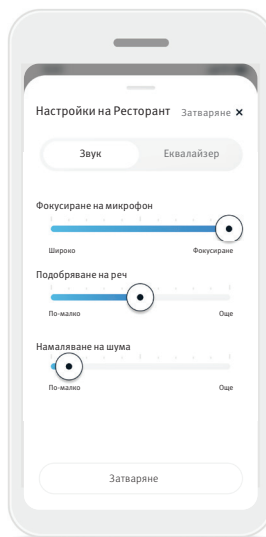 Настройки на Ресторант Затваряне ×
Звук Еквалайзер
Фокусиране на микрофон
Широко Фокусиране
Подобряване на реч
По-малко Още
Намаляване на шума
По-малко Още
Затваряне